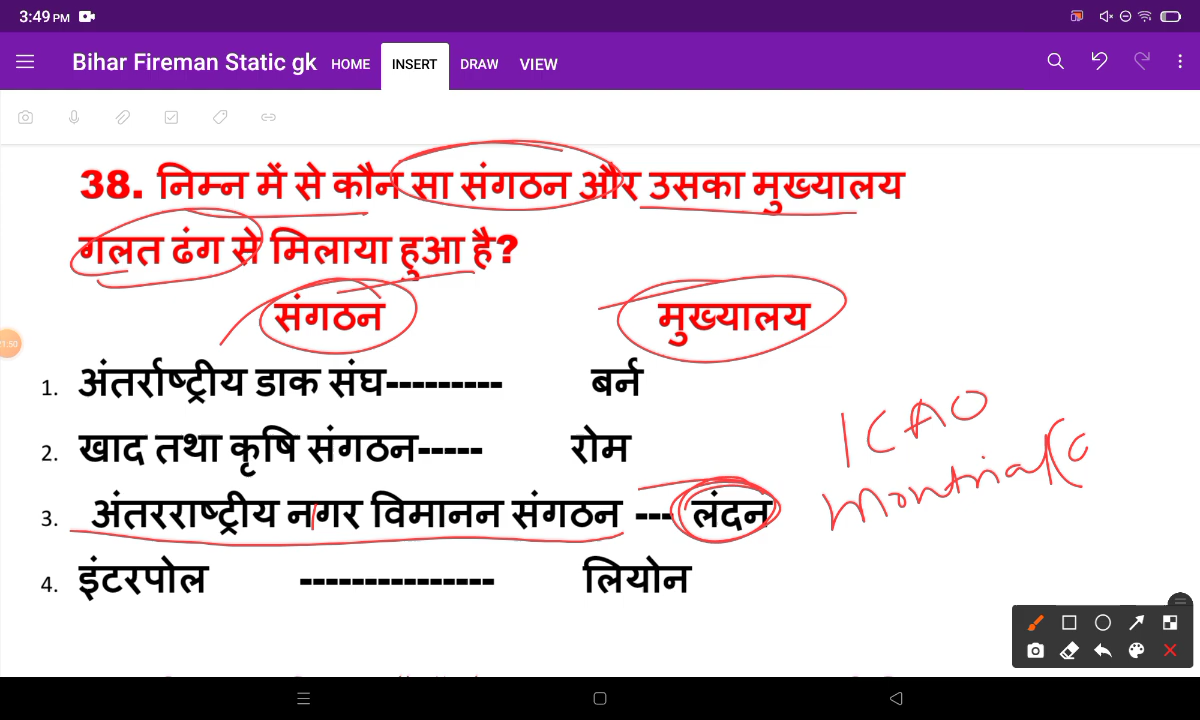 3:49 PM
Bihar Fireman Static gk HOME INSERT DRAW VIEW
38. निम्न में से कौन सा संगठन और उसका मुख्यालय
गलत ढंग से मिलाया हुआ है?
संगठन मुख्यालय
1. अंतर्राष्ट्रीय डाक संघ--------- बर्न
2. खाद तथा कृषि संगठन----- रोम
ICAO
3. अंतरराष्ट्रीय नगर विमानन संगठन --- लंदन
4. इंटरपोल --------------- लियोन